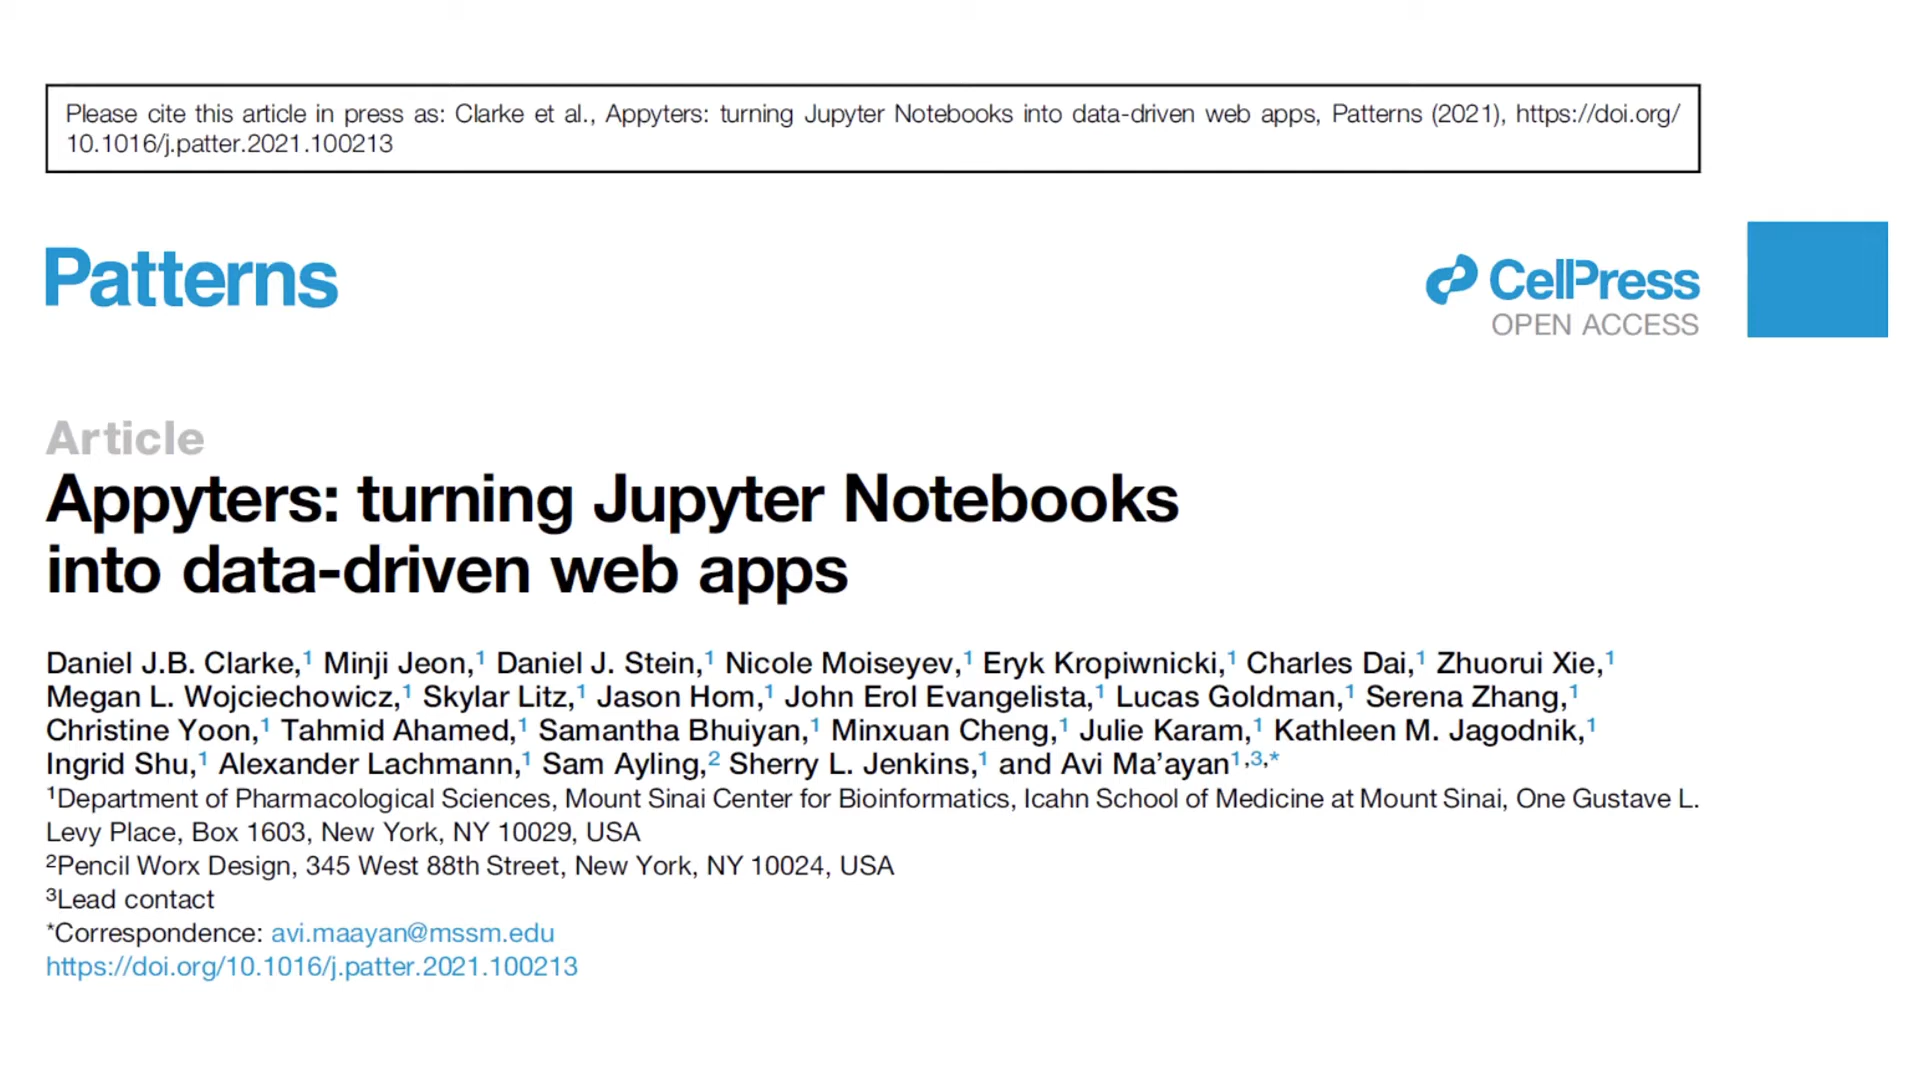 Please cite this article in press as: Clarke et al., Appyters: turning Jupyter Notebooks into data-driven web apps, Patterns (2021), https://doi.org/
10.1016/j.patter.2021.100213
Patterns
CellPress
OPEN ACCESS
Article
Appyters: turning Jupyter Notebooks
into data-driven web apps
Daniel J.B. Clarke,¹ Minji Jeon,¹ Daniel J. Stein,¹ Nicole Moiseyev,¹ Eryk Kropiwnicki,¹ Charles Dai,¹ Zhuorui Xie,¹
Megan L. Wojciechowicz,¹ Skylar Litz,¹ Jason Hom,¹ John Erol Evangelista,¹ Lucas Goldman,¹ Serena Zhang,¹
Christine Yoon,¹ Tahmid Ahamed,¹ Samantha Bhuiyan,¹ Minxuan Cheng,¹ Julie Karam,¹ Kathleen M. Jagodnik,¹
Ingrid Shu,¹ Alexander Lachmann,¹ Sam Ayling,² Sherry L. Jenkins,¹ and Avi Ma’ayan¹,³,*
¹Department of Pharmacological Sciences, Mount Sinai Center for Bioinformatics, Icahn School of Medicine at Mount Sinai, One Gustave L.
Levy Place, Box 1603, New York, NY 10029, USA
²Pencil Worx Design, 345 West 88th Street, New York, NY 10024, USA
³Lead contact
*Correspondence: avi.maayan@mssm.edu
https://doi.org/10.1016/j.patter.2021.100213